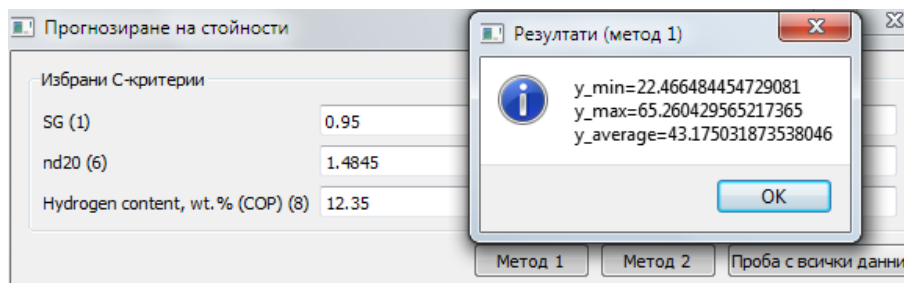 Прогнозиране на стойности
Избрани С-критерии
SG (1) 0.95
nd20 (6) 1.4845
Hydrogen content, wt.% (COP) (8) 12.35
Метод 1 Метод 2 Проба с всички данни
Резултати (метод 1)
y_min=22.466484454729081
y_max=65.260429565217365
y_average=43.175031873538046
OK